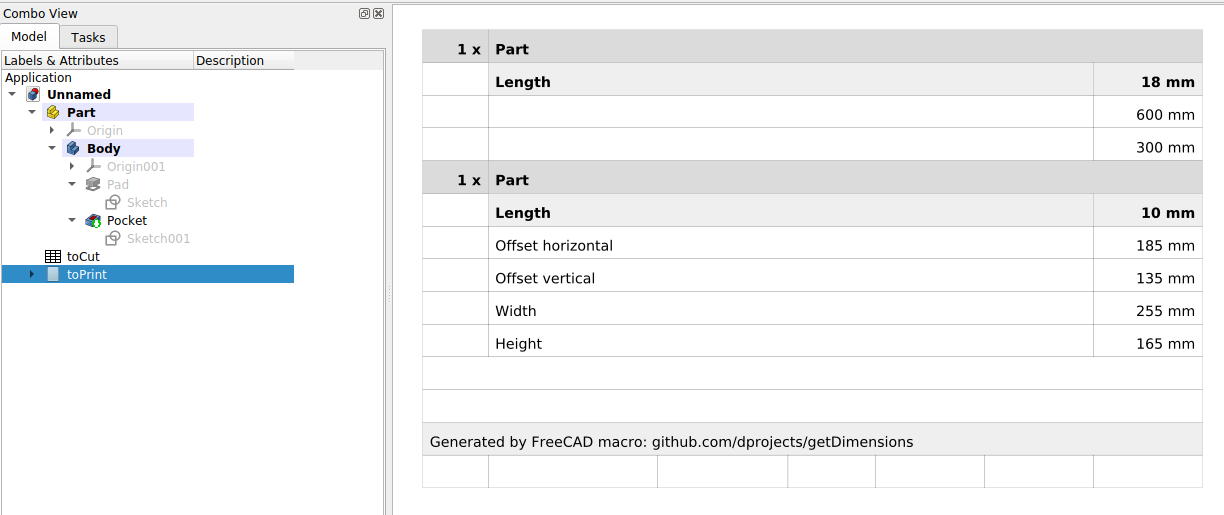 Combo View
Model Tasks
Labels & Attributes Description
Application
Unnamed
Part
Origin
Body
Origin001
Pad
Sketch
Pocket
Sketch001
toCut
toPrint
1 x Part
Length 18 mm
600 mm
300 mm
1 x Part
Length 10 mm
Offset horizontal 185 mm
Offset vertical 135 mm
Width 255 mm
Height 165 mm
Generated by FreeCAD macro: github.com/dprojects/getDimensions